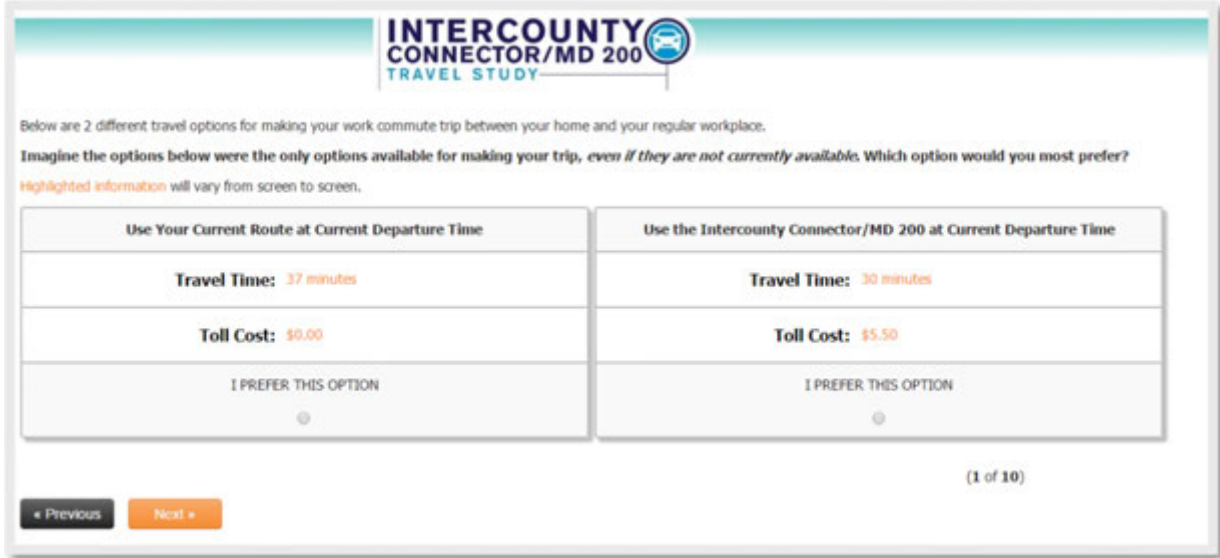 INTERCOUNTY
CONNECTOR/MD 200
TRAVEL STUDY
Below are 2 different travel options for making your work commute trip between your home and your regular workplace.
Imagine the options below were the only options available for making your trip, even if they are not currently available. Which option would you most prefer?
Highlighted information will vary from screen to screen.
Use Your Current Route at Current Departure Time
Use the Intercounty Connector/MD 200 at Current Departure Time
Travel Time: 37 minutes
Travel Time: 30 minutes
Toll Cost: $0.00
Toll Cost: $5.50
I PREFER THIS OPTION
I PREFER THIS OPTION
(1 of 10)
« Previous
Next »